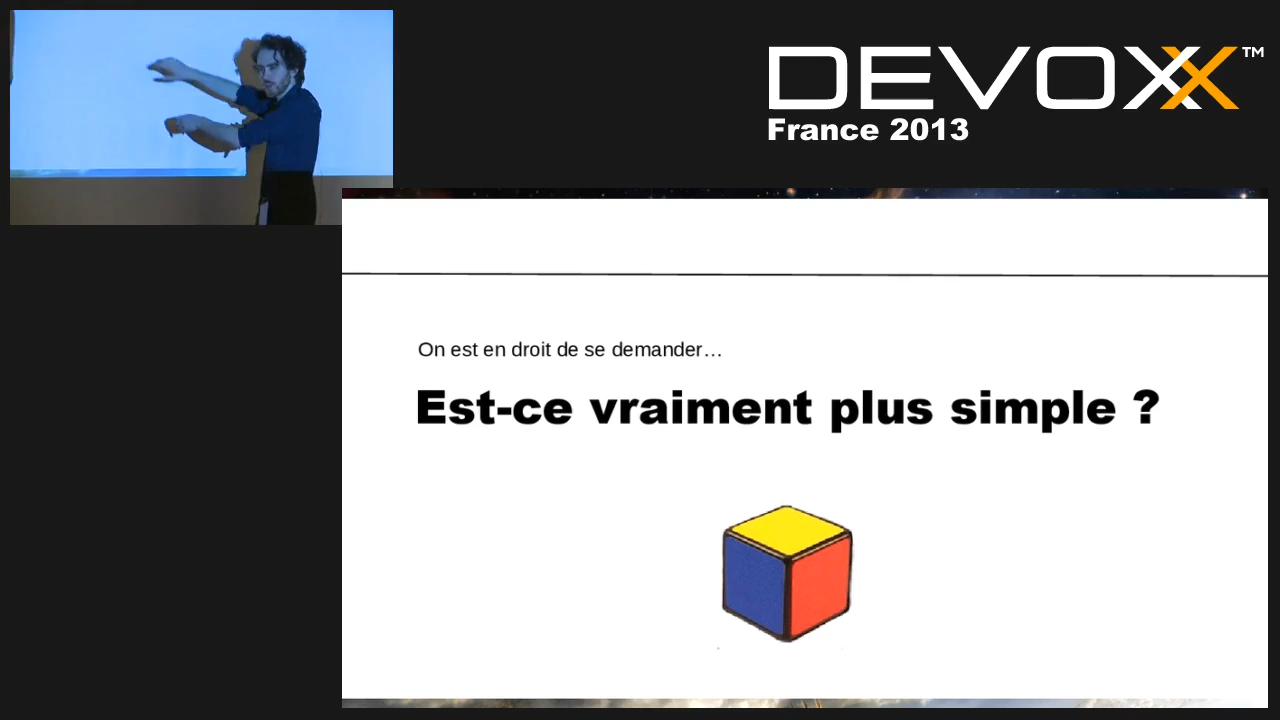 DEVOXX™
France 2013
On est en droit de se demander…
Est-ce vraiment plus simple ?